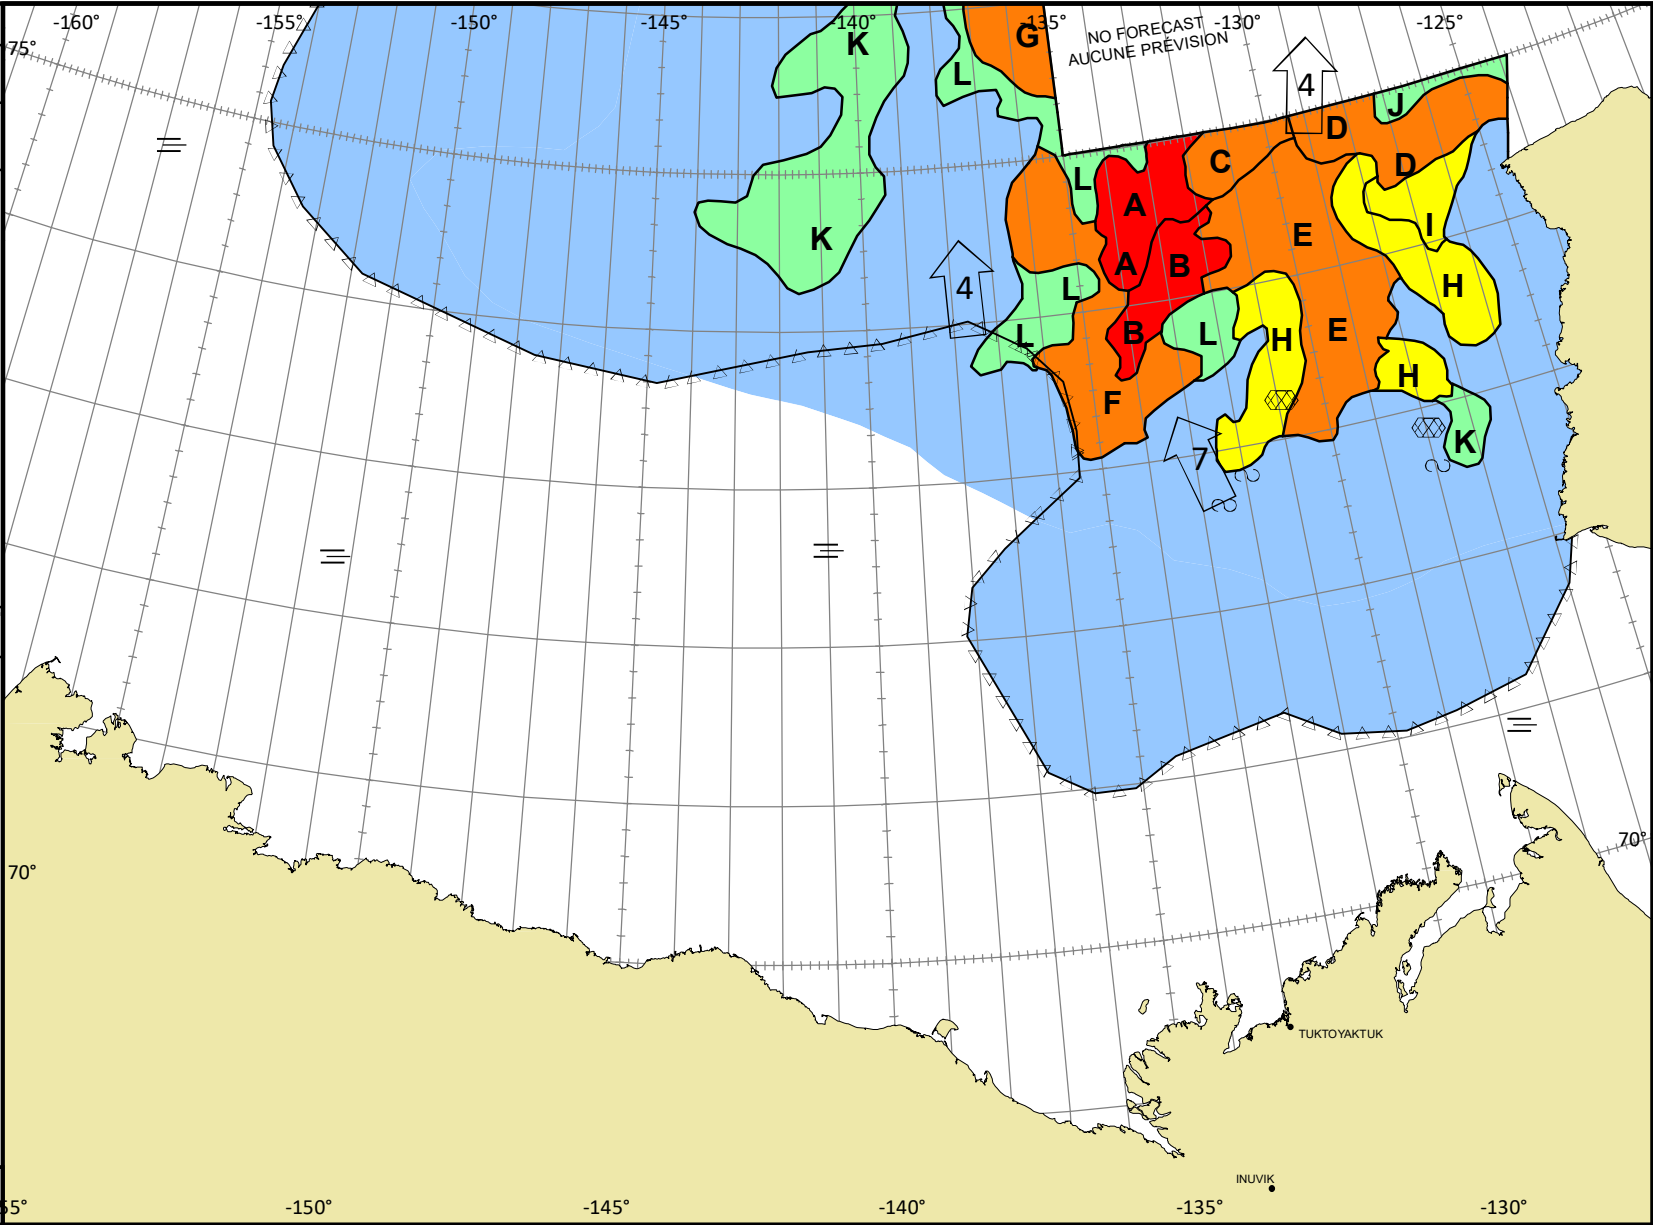 -160° -155° -150° -145° -140° -135° -130° -125°
75°
NO FORECAST
AUCUNE PRÉVISION
K G
L 4
J
D
C D
L A
K E I
A B
4 L H
L B L H E
H
F
K
7
70° 70°
TUKTOYAKTUK
INUVIK
55° -150° -145° -140° -135° -130°